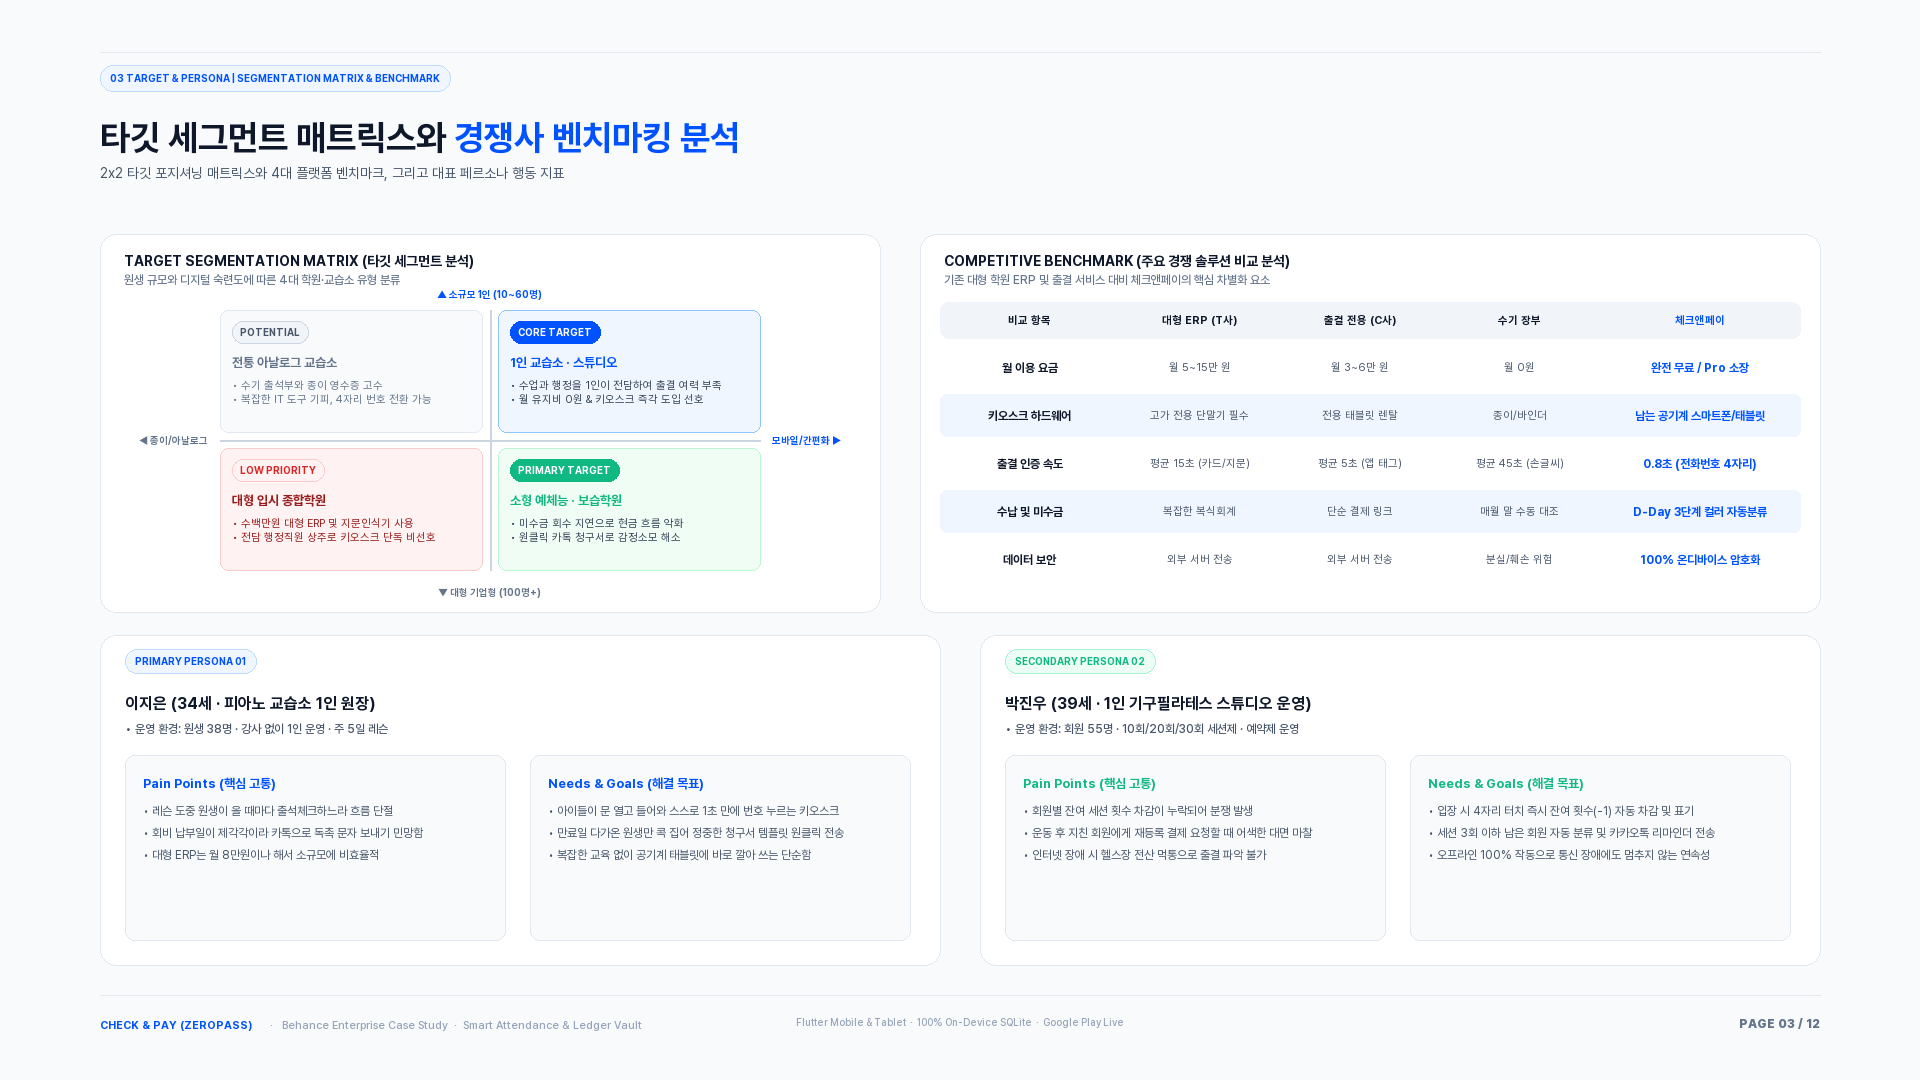 03 TARGET & PERSONA | SEGMENTATION MATRIX & BENCHMARK
타깃 세그먼트 매트릭스와 경쟁사 벤치마킹 분석
2x2 타깃 포지셔닝 매트릭스와 4대 플랫폼 벤치마크, 그리고 대표 페르소나 행동 지표
TARGET SEGMENTATION MATRIX (타깃 세그먼트 분석)
원생 규모와 디지털 숙련도에 따른 4대 학원·교습소 유형 분류
▲ 소규모 1인 (10~60명)
POTENTIAL
전통 아날로그 교습소
• 수기 출석부와 종이 영수증 고수
• 복잡한 IT 도구 기피, 4자리 번호 전환 가능
CORE TARGET
1인 교습소 · 스튜디오
• 수업과 행정을 1인이 전담하여 출결 여력 부족
• 월 유지비 0원 & 키오스크 즉각 도입 선호
◀ 종이/아날로그
모바일/간편화 ▶
LOW PRIORITY
대형 입시 종합학원
• 수백만원 대형 ERP 및 지문인식기 사용
• 전담 행정직원 상주로 키오스크 단독 비선호
PRIMARY TARGET
소형 예체능 · 보습학원
• 미수금 회수 지연으로 현금 흐름 악화
• 원클릭 카톡 청구서로 감정소모 해소
▼ 대형 기업형 (100명+)
COMPETITIVE BENCHMARK (주요 경쟁 솔루션 비교 분석)
기존 대형 학원 ERP 및 출결 서비스 대비 체크앤페이의 핵심 차별화 요소
비교 항목 대형 ERP (T사) 출결 전용 (C사) 수기 장부 체크앤페이
월 이용 요금 월 5~15만 원 월 3~6만 원 월 0원 완전 무료 / Pro 소장
키오스크 하드웨어 고가 전용 단말기 필수 전용 태블릿 렌탈 종이/바인더 남는 공기계 스마트폰/태블릿
출결 인증 속도 평균 15초 (카드/지문) 평균 5초 (앱 태그) 평균 45초 (손글씨) 0.8초 (전화번호 4자리)
수납 및 미수금 복잡한 복식회계 단순 결제 링크 매월 말 수동 대조 D-Day 3단계 컬러 자동분류
데이터 보안 외부 서버 전송 외부 서버 전송 분실/훼손 위험 100% 온디바이스 암호화
PRIMARY PERSONA 01
이지은 (34세 · 피아노 교습소 1인 원장)
• 운영 환경: 원생 38명 · 강사 없이 1인 운영 · 주 5일 레슨
Pain Points (핵심 고통)
• 레슨 도중 원생이 올 때마다 출석체크하느라 흐름 단절
• 회비 납부일이 제각각이라 카톡으로 독촉 문자 보내기 민망함
• 대형 ERP는 월 8만원이나 해서 소규모에 비효율적
Needs & Goals (해결 목표)
• 아이들이 문 열고 들어와 스스로 1초 만에 번호 누르는 키오스크
• 만료일 다가온 원생만 콕 집어 정중한 청구서 템플릿 원클릭 전송
• 복잡한 교육 없이 공기계 태블릿에 바로 깔아 쓰는 단순함
SECONDARY PERSONA 02
박진우 (39세 · 1인 기구필라테스 스튜디오 운영)
• 운영 환경: 회원 55명 · 10회/20회/30회 세션제 · 예약제 운영
Pain Points (핵심 고통)
• 회원별 잔여 세션 횟수 차감이 누락되어 분쟁 발생
• 운동 후 지친 회원에게 재등록 결제 요청할 때 어색한 대면 마찰
• 인터넷 장애 시 헬스장 전산 먹통으로 출결 파악 불가
Needs & Goals (해결 목표)
• 입장 시 4자리 터치 즉시 잔여 횟수(-1) 자동 차감 및 표기
• 세션 3회 이하 남은 회원 자동 분류 및 카카오톡 리마인더 전송
• 오프라인 100% 작동으로 통신 장애에도 멈추지 않는 연속성
CHECK & PAY (ZEROPASS) · Behance Enterprise Case Study · Smart Attendance & Ledger Vault
Flutter Mobile & Tablet · 100% On-Device SQLite · Google Play Live
PAGE 03 / 12